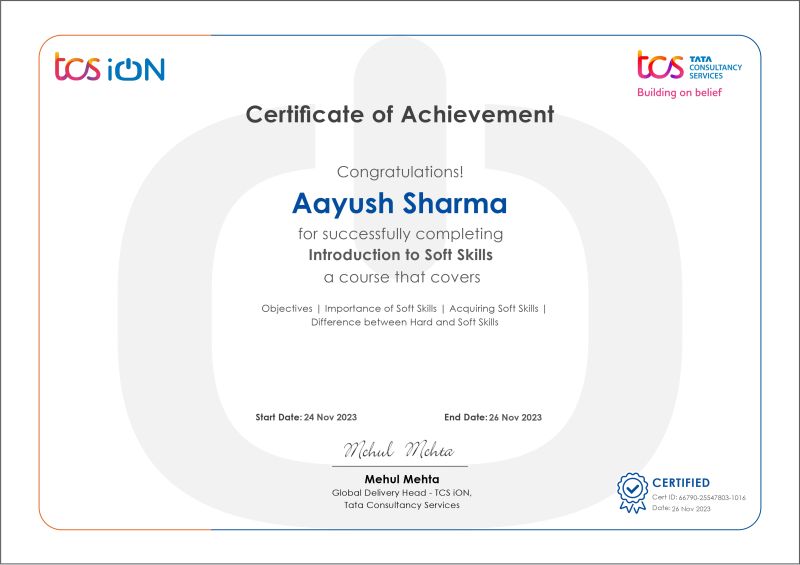 tcs iON
tcs TATA
CONSULTANCY
SERVICES
Building on belief
Certificate of Achievement
Congratulations!
Aayush Sharma
for successfully completing
Introduction to Soft Skills
a course that covers
Objectives | Importance of Soft Skills | Acquiring Soft Skills |
Difference between Hard and Soft Skills
Start Date: 24 Nov 2023 End Date: 26 Nov 2023
Mehul Mehta
Mehul Mehta
Global Delivery Head - TCS iON,
Tata Consultancy Services
CERTIFIED
Cert ID: 66790-25547803-1016
Date: 26 Nov 2023